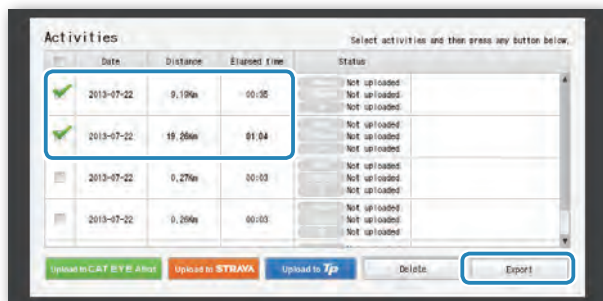 Activities
Select activities and then press any button below.
Date Distance Elapsed time Status
2013-07-22 9.19Km 00:35 Not uploaded
Not uploaded
Not uploaded
2013-07-22 19.26Km 01:04 Not uploaded
Not uploaded
Not uploaded
2013-07-22 0.27Km 00:03 Not uploaded
Not uploaded
Not uploaded
2013-07-22 0.26Km 00:03 Not uploaded
Not uploaded
Not uploaded
Upload to CAT EYE Atlas Upload to STRAVA Upload to Tp Delete Export